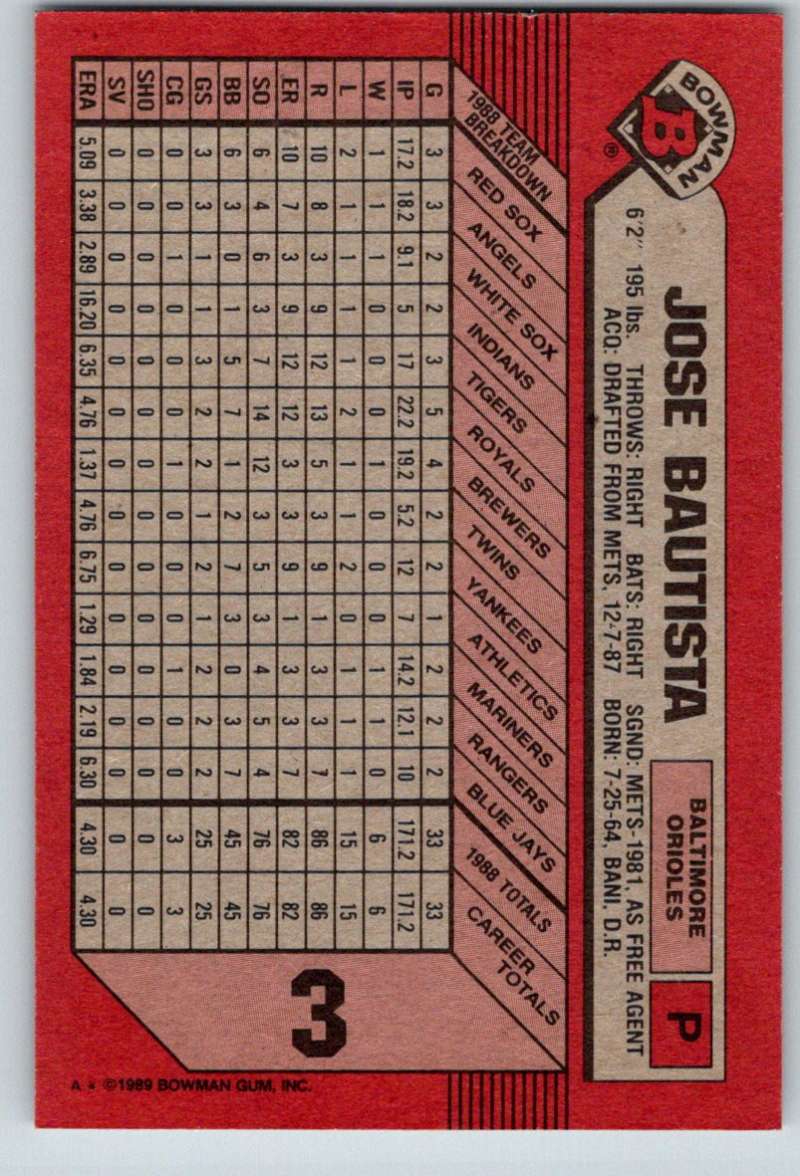 BOWMAN
B
®
JOSE BAUTISTA
BALTIMORE
ORIOLES
P
6'2" 195 lbs. THROWS: RIGHT BATS: RIGHT SGND: METS-1981, AS FREE AGENT
ACQ: DRAFTED FROM METS, 12-7-87 BORN: 7-25-64, BANI, D.R.
1988 TEAM
BREAKDOWN
RED SOX
ANGELS
WHITE SOX
INDIANS
TIGERS
ROYALS
BREWERS
TWINS
YANKEES
ATHLETICS
MARINERS
RANGERS
BLUE JAYS
1988 TOTALS
CAREER
TOTALS
G 3 3 2 2 3 5 4 2 2 1 2 2 2 33 33
IP 17.2 18.2 9.1 5 17 22.2 19.2 5.2 12 7 14.2 12.1 10 171.2 171.2
W 1 1 1 0 0 0 1 0 0 0 1 1 0 6 6
L 2 1 1 1 1 2 1 1 2 0 1 1 1 15 15
R 10 8 3 9 12 13 5 3 9 1 3 3 7 86 86
ER 10 7 3 9 12 12 3 3 9 1 3 3 7 82 82
SO 6 4 6 3 7 14 12 3 5 3 4 5 4 76 76
BB 6 3 0 1 5 7 1 2 7 3 0 3 7 45 45
GS 3 3 1 1 3 2 2 1 2 1 2 2 2 25 25
CG 0 0 1 0 0 0 1 0 0 0 1 0 0 3 3
SHO 0 0 0 0 0 0 0 0 0 0 0 0 0 0 0
SV 0 0 0 0 0 0 0 0 0 0 0 0 0 0 0
ERA 5.09 3.38 2.89 16.20 6.35 4.76 1.37 4.76 6.75 1.29 1.84 2.19 6.30 4.30 4.30
3
A * ©1989 BOWMAN GUM, INC.